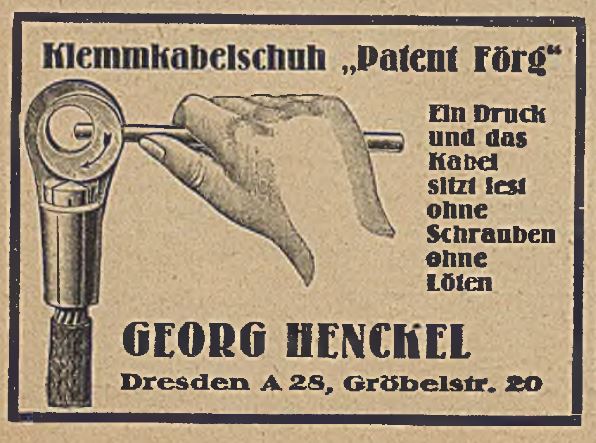 Klemmkabelschuh „Patent Förg“
Ein Druck
und das
Kabel
sitzt fest
ohne
Schrauben
ohne
Löten
GEORG HENCKEL
Dresden A 28, Gröbelstr. 20